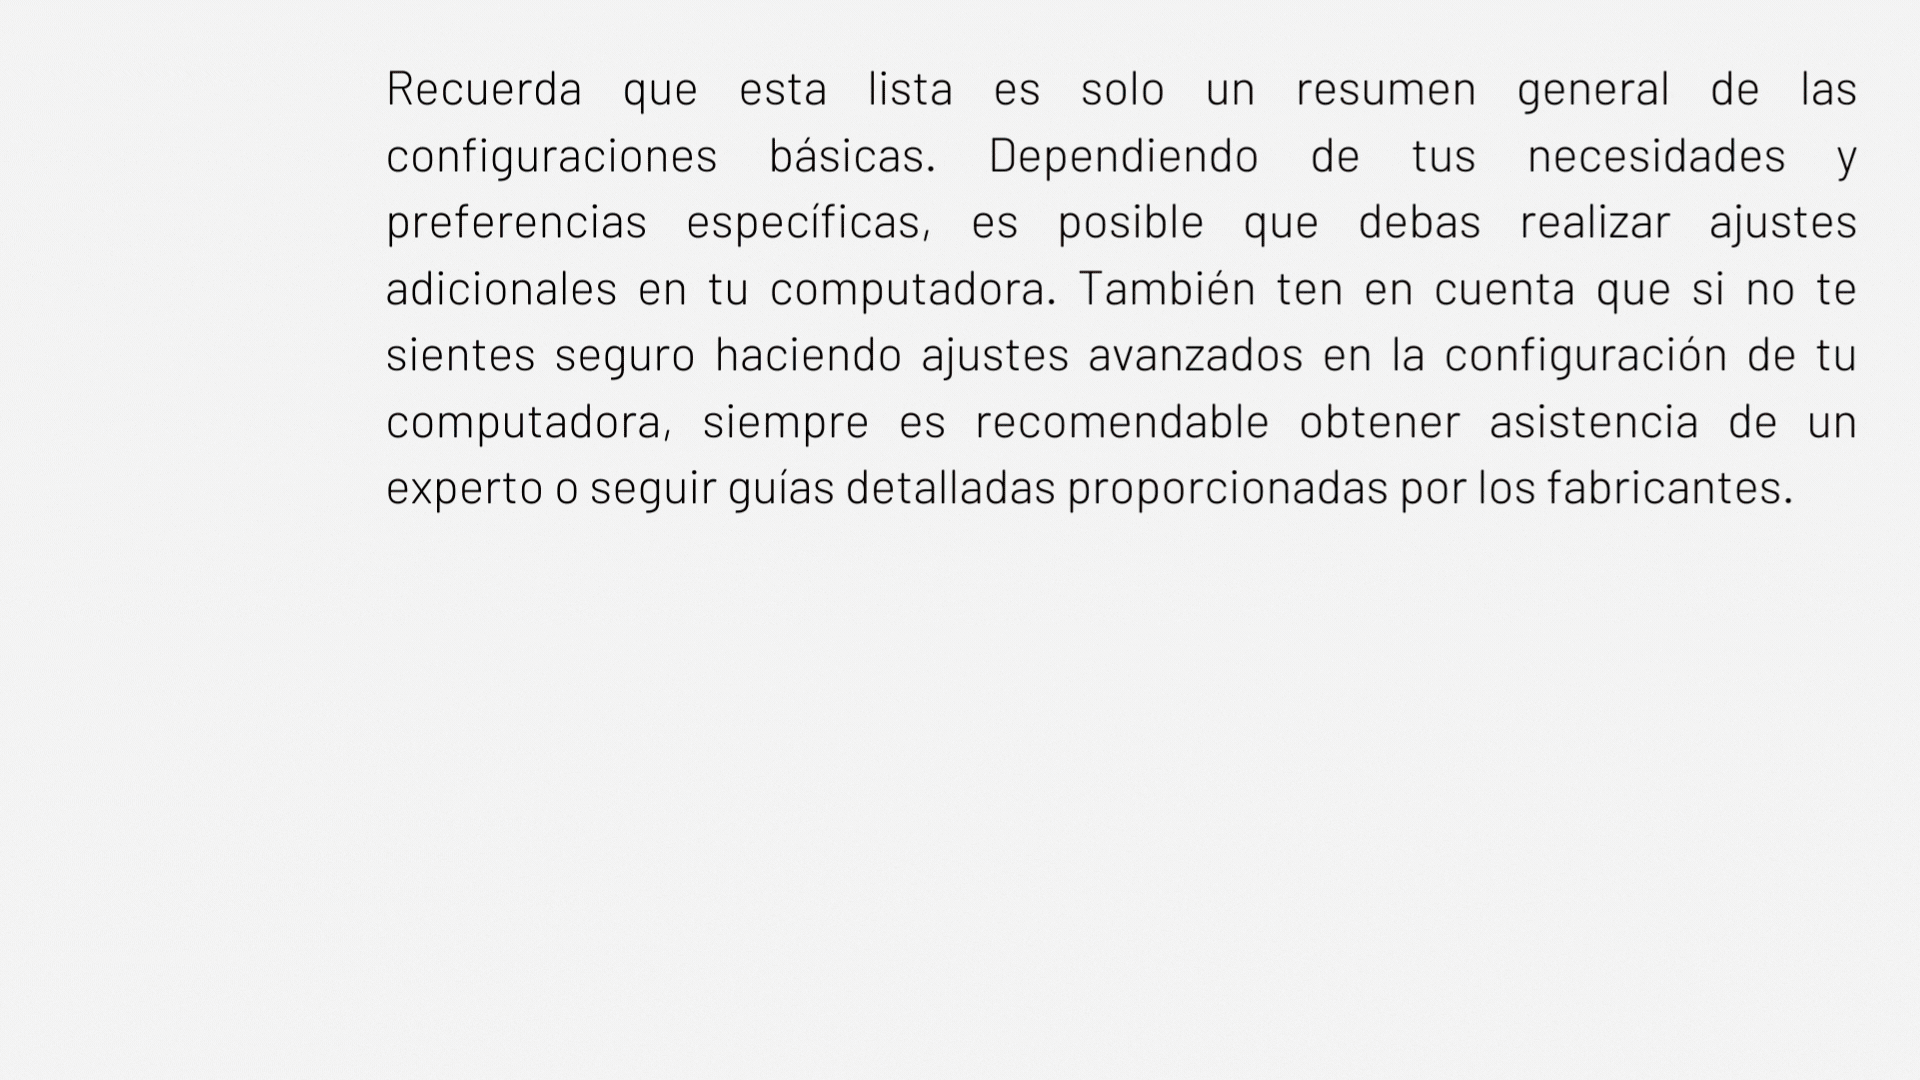 Recuerda que esta lista es solo un resumen general de las
configuraciones básicas. Dependiendo de tus necesidades y
preferencias específicas, es posible que debas realizar ajustes
adicionales en tu computadora. También ten en cuenta que si no te
sientes seguro haciendo ajustes avanzados en la configuración de tu
computadora, siempre es recomendable obtener asistencia de un
experto o seguir guías detalladas proporcionadas por los fabricantes.